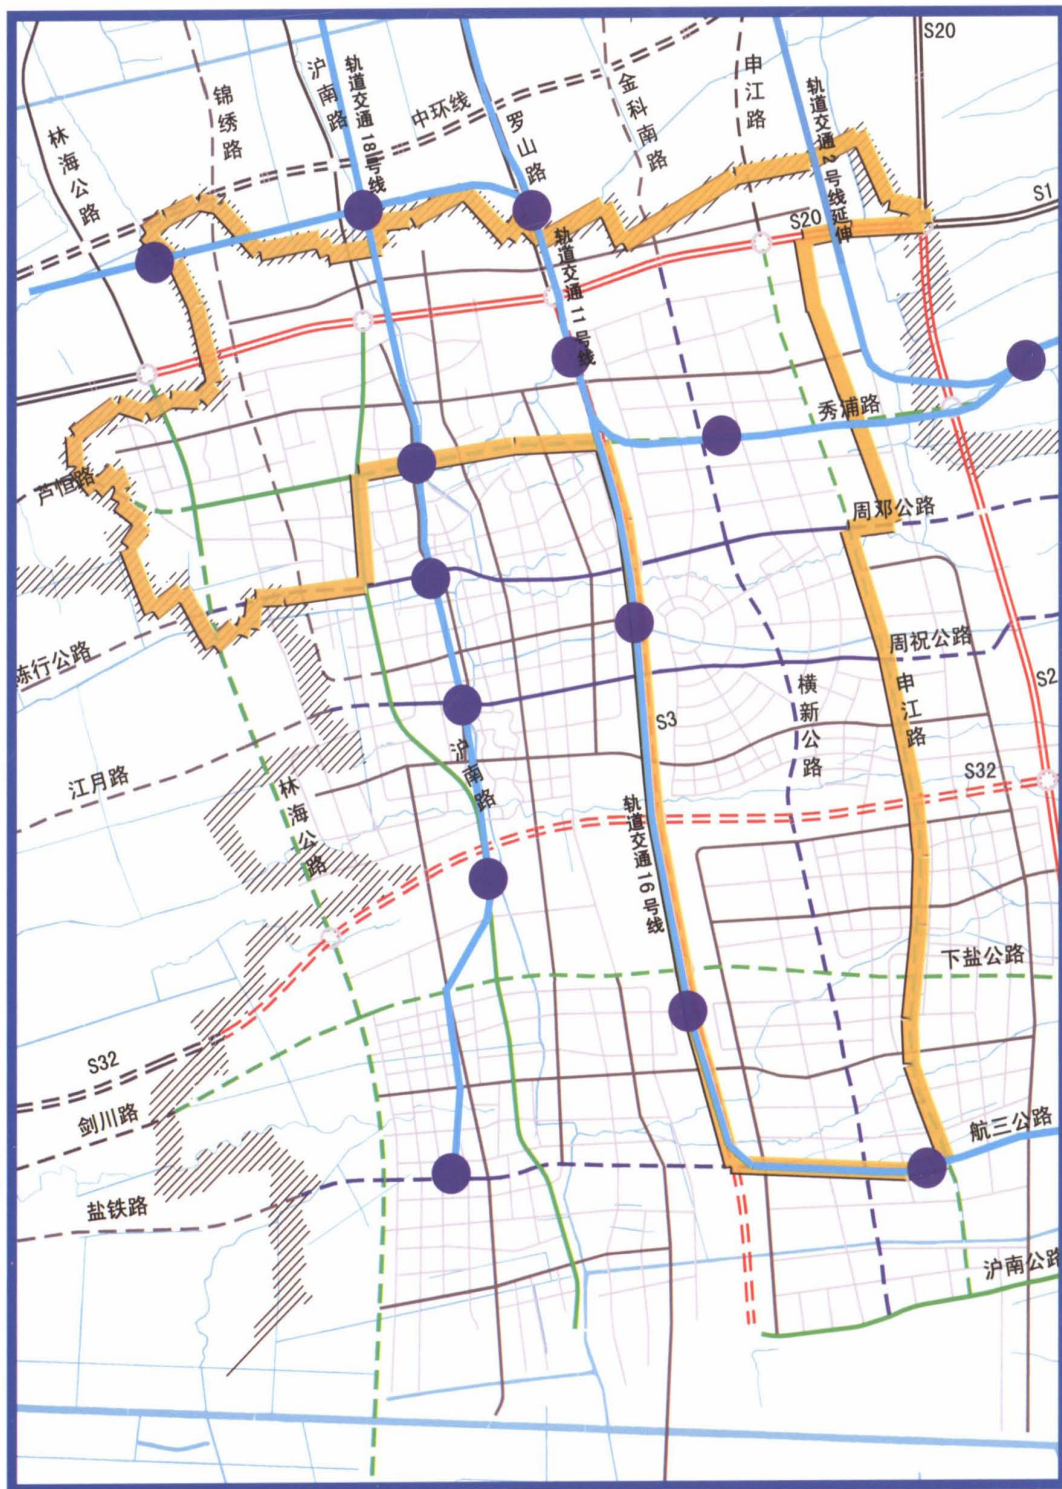 S20
林海公路
锦绣路
沪南路
轨道交通18号线
中环线
罗山路
金科南路
申江路
轨道交通2号线延伸
S1
S20
轨道交通11号线
秀浦路
芦恒路
周邓公路
陈行公路
周祝公路
S2
申江路
横新公路
S3
江月路
沪南路
林海公路
S32
轨道交通16号线
下盐公路
S32
剑川路
航三公路
盐铁路
沪南公路